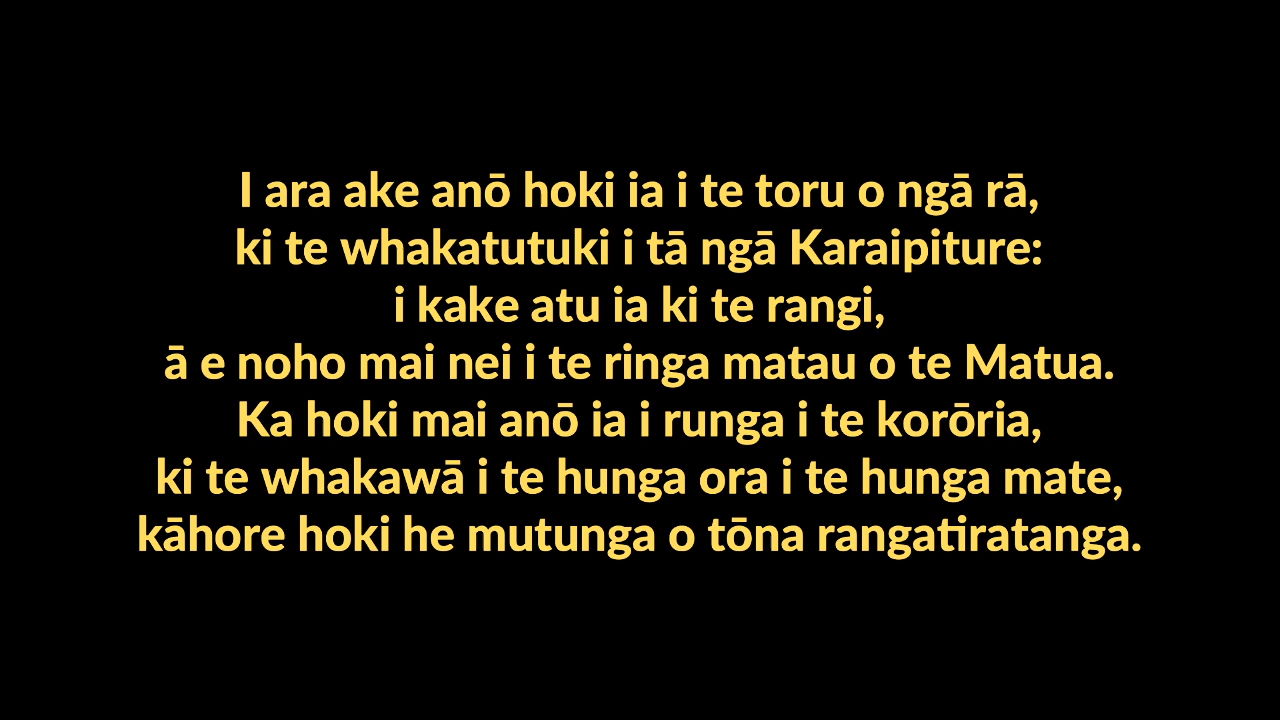 I ara ake anō hoki ia i te toru o ngā rā,
ki te whakatutuki i tā ngā Karaipiture:
i kake atu ia ki te rangi,
ā e noho mai nei i te ringa matau o te Matua.
Ka hoki mai anō ia i runga i te korōria,
ki te whakawā i te hunga ora i te hunga mate,
kāhore hoki he mutunga o tōna rangatiratanga.